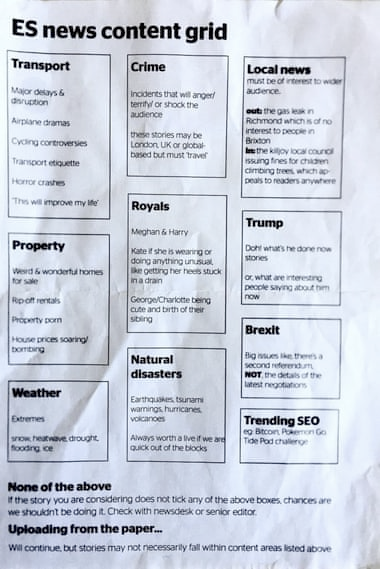 ES news content grid
Transport
Major delays &
disruption
Airplane dramas
Cycling controversies
Transport etiquette
Horror crashes
'This will improve my life'
Property
Weird & wonderful homes
for sale
Rip-off rentals
Property porn
House prices soaring/
bombing
Weather
Extremes
snow, heatwave, drought,
flooding, ice
Crime
Incidents that will anger/
terrify/ or shock the
audience
these stories may be
London, UK or global-
based but must 'travel'
Royals
Meghan & Harry
Kate if she is wearing or
doing anything unusual,
like getting her heels stuck
in a drain
George/Charlotte being
cute and birth of their
sibling
Natural
disasters
Earthquakes, tsunami
warnings, hurricanes,
volcanoes
Always worth a live if we are
quick out of the blocks
Local news
must be of interest to wider
audience.
out: the gas leak in
Richmond which is of no
interest to people in
Brixton
in: the killjoy local council
issuing fines for children
climbing trees, which ap-
peals to readers anywhere
Trump
Doh! what's he done now
stories
or, what are interesting
people saying about him
now
Brexit
Big issues like, there's a
second referendum,
NOT, the details of the
latest negotiations
Trending SEO
eg: Bitcoin, Pokemon Go
Tide Pod challenge
None of the above
If the story you are considering does not tick any of the above boxes, chances are
we shouldn't be doing it. Check with newsdesk or senior editor.
Uploading from the paper...
Will continue, but stories may not necessarily fall within content areas listed above